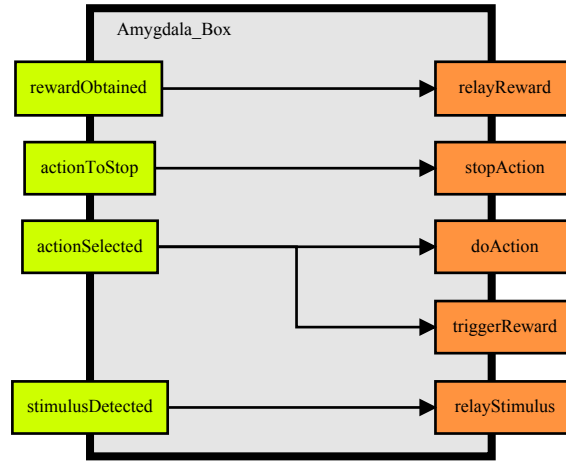 Amygdala_Box
rewardObtained
relayReward
actionToStop
stopAction
actionSelected
doAction
triggerReward
stimulusDetected
relayStimulus